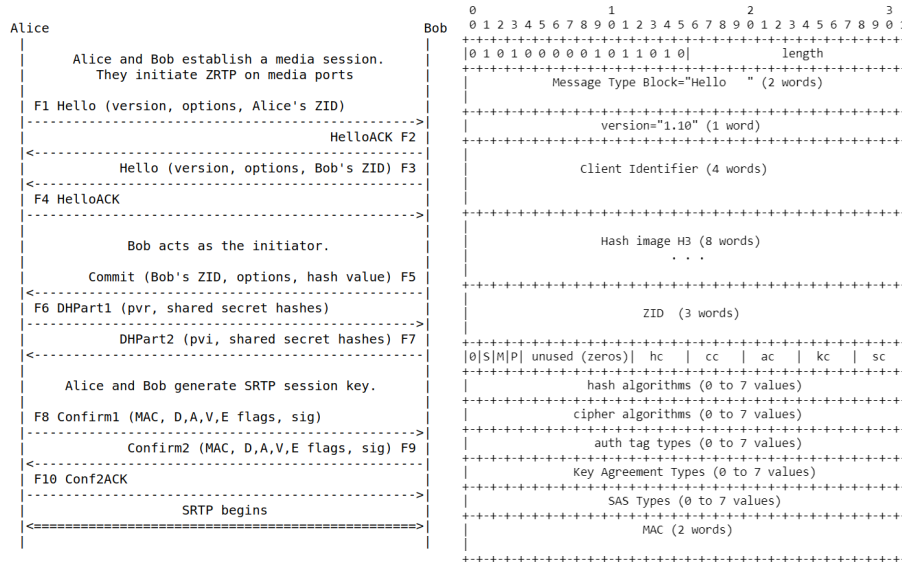 Alice Bob
Alice and Bob establish a media session.
They initiate ZRTP on media ports
F1 Hello (version, options, Alice's ZID)
HelloACK F2
Hello (version, options, Bob's ZID) F3
F4 HelloACK
Bob acts as the initiator.
Commit (Bob's ZID, options, hash value) F5
F6 DHPart1 (pvr, shared secret hashes)
DHPart2 (pvi, shared secret hashes) F7
Alice and Bob generate SRTP session key.
F8 Confirm1 (MAC, D,A,V,E flags, sig)
Confirm2 (MAC, D,A,V,E flags, sig) F9
F10 Conf2ACK
SRTP begins
0 1 2 3
0 1 2 3 4 5 6 7 8 9 0 1 2 3 4 5 6 7 8 9 0 1 2 3 4 5 6 7 8 9 0
|0 1 0 1 0 0 0 0 0 1 0 1 1 0 1 0| length
Message Type Block="Hello   " (2 words)
version="1.10" (1 word)
Client Identifier (4 words)
Hash image H3 (8 words)
. . .
ZID (3 words)
|0|S|M|P| unused (zeros)| hc | cc | ac | kc | sc
hash algorithms (0 to 7 values)
cipher algorithms (0 to 7 values)
auth tag types (0 to 7 values)
Key Agreement Types (0 to 7 values)
SAS Types (0 to 7 values)
MAC (2 words)